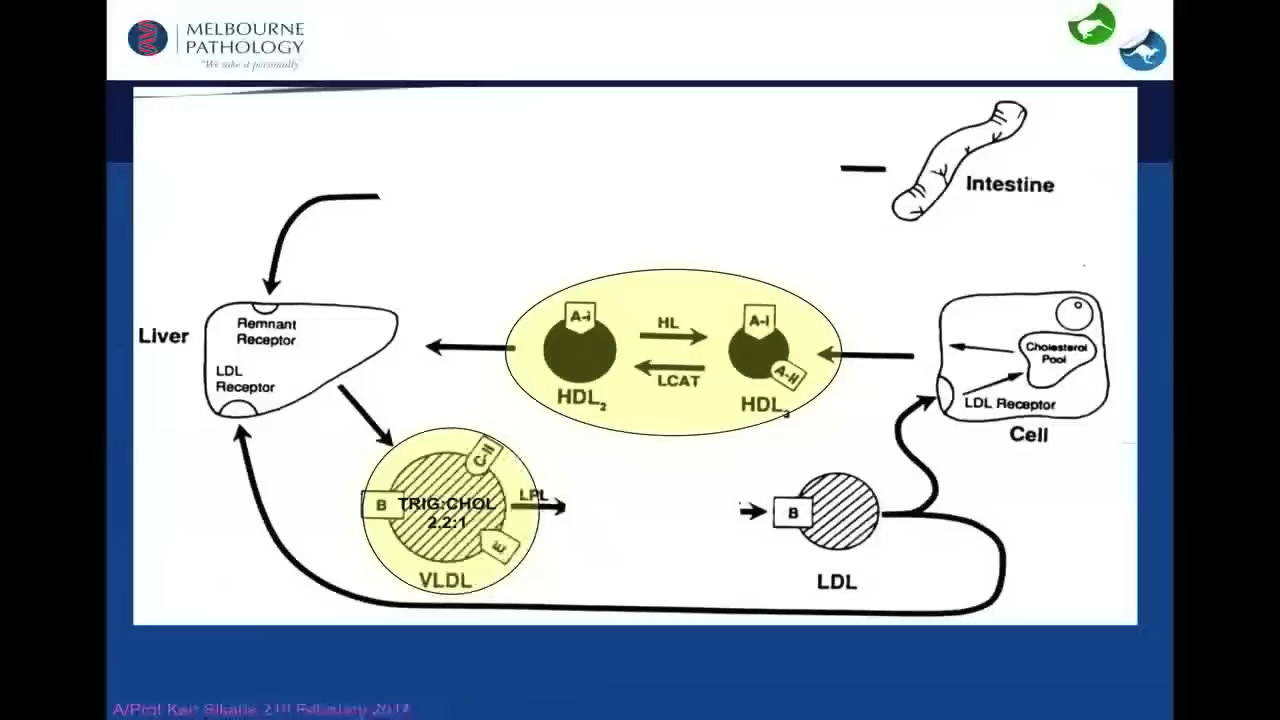 MELBOURNE
PATHOLOGY
"We take it personally"
Intestine
Liver
Remnant
Receptor
LDL
Receptor
A-I
HL
LCAT
HDL2
A-I
A-II
HDL3
Cholesterol
Pool
LDL Receptor
Cell
C-II
B
TRIG:CHOL
2.2:1
E
VLDL
LPL
B
LDL
A/Prof Ken Sikaris 21st February 2014